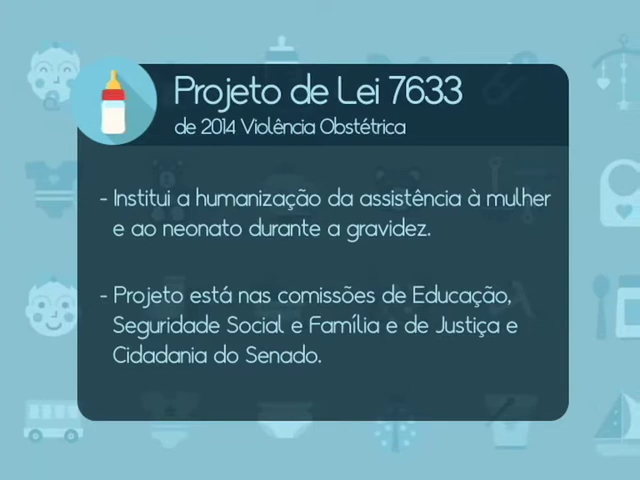 Projeto de Lei 7633
de 2014 Violência Obstétrica
- Institui a humanização da assistência à mulher
e ao neonato durante a gravidez.
- Projeto está nas comissões de Educação,
Seguridade Social e Família e de Justiça e
Cidadania do Senado.